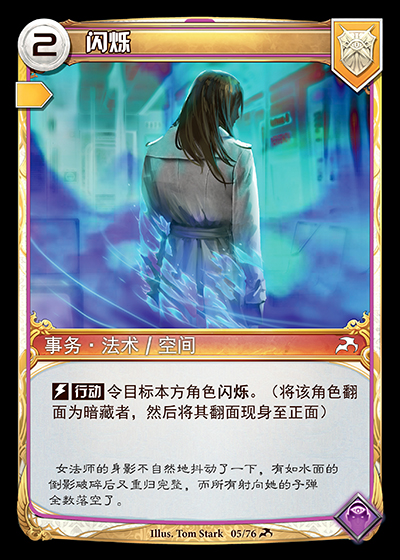 2 闪烁
事务·法术/空间
行动 令目标本方角色闪烁。（将该角色翻
面为暗藏者，然后将其翻面现身至正面）
女法师的身影不自然地抖动了一下，有如水面的
倒影破碎后又重归完整，而所有射向她的子弹
全数落空了。
Illus. Tom Stark 05/76